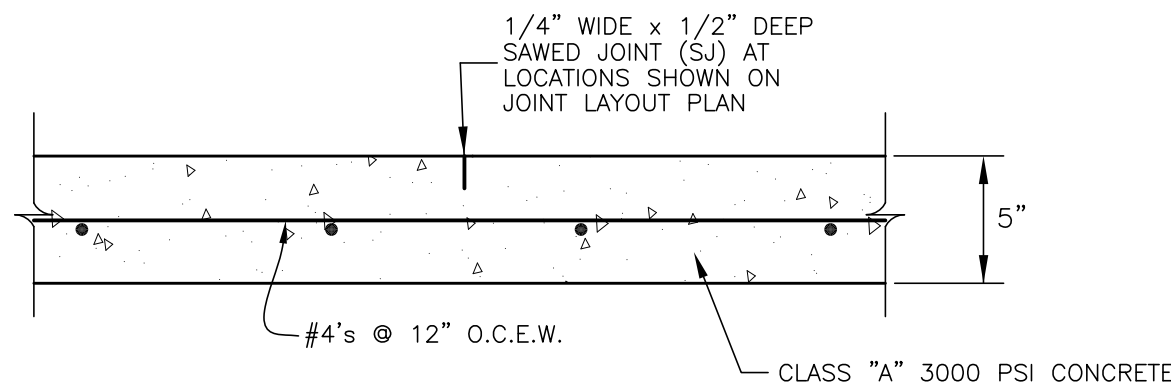 1/4” WIDE x 1/2” DEEP
SAWED JOINT (SJ) AT
LOCATIONS SHOWN ON
JOINT LAYOUT PLAN
5”
#4's @ 12” O.C.E.W.
CLASS "A" 3000 PSI CONCRETE